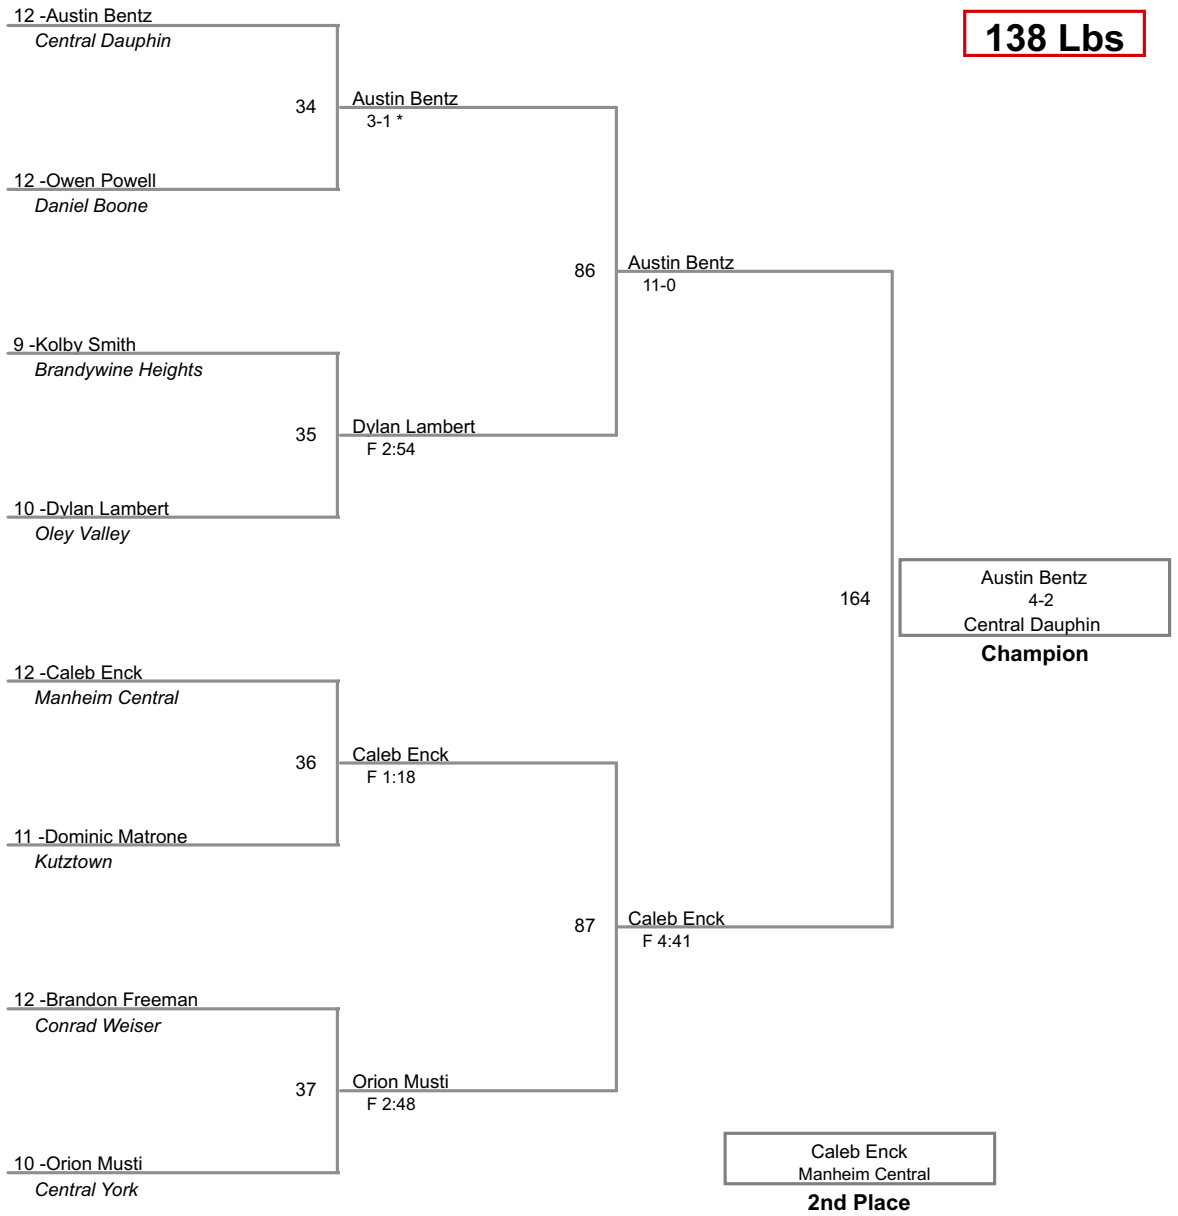 12 -Austin Bentz
Central Dauphin
138 Lbs
34
Austin Bentz
3-1 *
12 -Owen Powell
Daniel Boone
86
Austin Bentz
11-0
9 -Kolby Smith
Brandywine Heights
35
Dylan Lambert
F 2:54
10 -Dylan Lambert
Oley Valley
164
Austin Bentz
4-2
Central Dauphin
Champion
12 -Caleb Enck
Manheim Central
36
Caleb Enck
F 1:18
11 -Dominic Matrone
Kutztown
87
Caleb Enck
F 4:41
12 -Brandon Freeman
Conrad Weiser
37
Orion Musti
F 2:48
10 -Orion Musti
Central York
Caleb Enck
Manheim Central
2nd Place